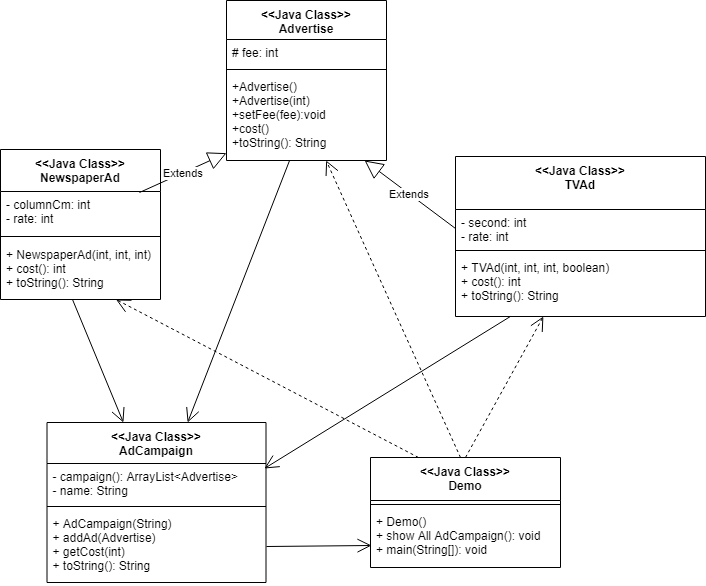 <<Java Class>>
Advertise
# fee: int
+Advertise()
+Advertise(int)
+setFee(fee):void
+cost()
+toString(): String
<<Java Class>>
NewspaperAd
- columnCm: int
- rate: int
+ NewspaperAd(int, int, int)
+ cost(): int
+ toString(): String
Extends
Extends
<<Java Class>>
TVAd
- second: int
- rate: int
+ TVAd(int, int, int, boolean)
+ cost(): int
+ toString(): String
<<Java Class>>
AdCampaign
- campaign(): ArrayList<Advertise>
- name: String
+ AdCampaign(String)
+ addAd(Advertise)
+ getCost(int)
+ toString(): String
<<Java Class>>
Demo
+ Demo()
+ show All AdCampaign(): void
+ main(String[]): void